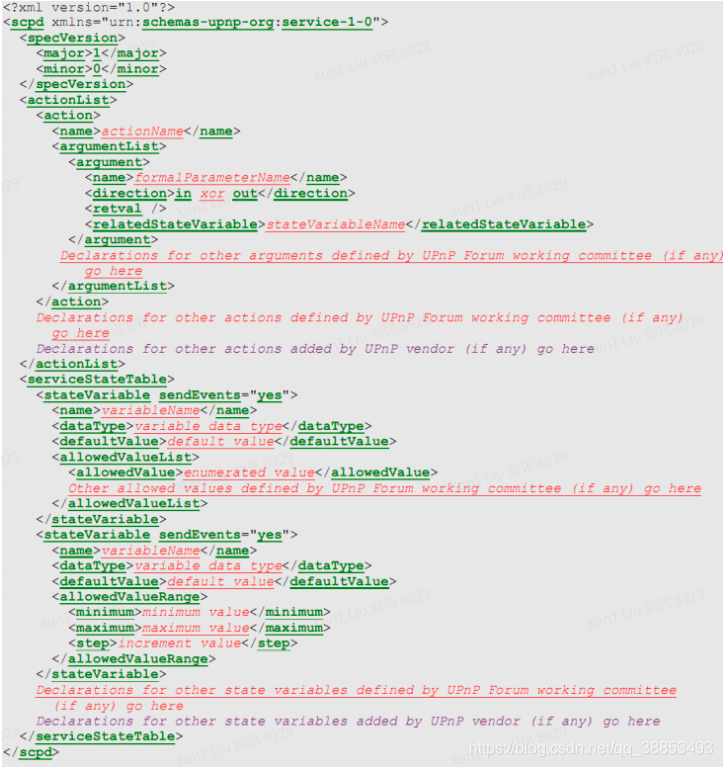 <?xml version="1.0"?>
<scpd xmlns="urn:schemas-upnp-org:service-1-0">
<specVersion>
<major>1</major>
<minor>0</minor>
</specVersion>
<actionList>
<action>
<name>actionName</name>
<argumentList>
<argument>
<name>formalParameterName</name>
<direction>in xor out</direction>
<retval />
<relatedStateVariable>stateVariableName</relatedStateVariable>
</argument>
Declarations for other arguments defined by UPnP Forum working committee (if any)
go here
</argumentList>
</action>
Declarations for other actions defined by UPnP Forum working committee (if any)
go here
Declarations for other actions added by UPnP vendor (if any) go here
</actionList>
<serviceStateTable>
<stateVariable sendEvents="yes">
<name>variableName</name>
<dataType>variable data type</dataType>
<defaultValue>default value</defaultValue>
<allowedValueList>
<allowedValue>enumerated value</allowedValue>
Other allowed values defined by UPnP Forum working committee (if any) go here
</allowedValueList>
</stateVariable>
<stateVariable sendEvents="yes">
<name>variableName</name>
<dataType>variable data type</dataType>
<defaultValue>default value</defaultValue>
<allowedValueRange>
<minimum>minimum value</minimum>
<maximum>maximum value</maximum>
<step>increment value</step>
</allowedValueRange>
</stateVariable>
Declarations for other state variables defined by UPnP Forum working committee
(if any) go here
Declarations for other state variables added by UPnP vendor (if any) go here
</serviceStateTable>
</scpd>
https://blog.csdn.net/qq_38853493
Xun1 Liu 刘讯 8929